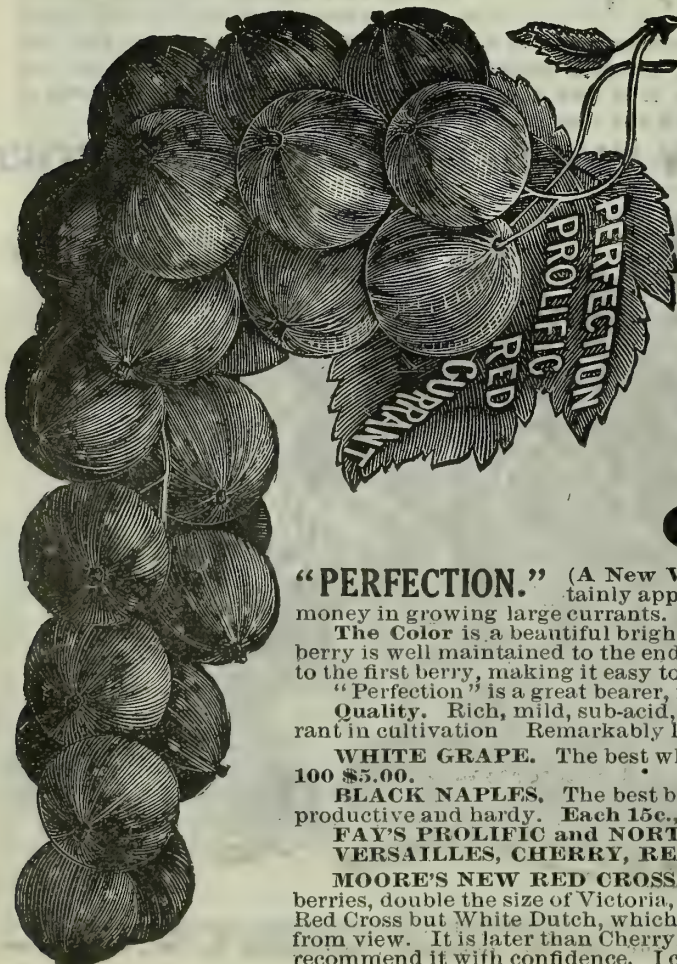 PERFECTION
PROLIFIC
RED
CURRANT
"PERFECTION." (A New
tainly app
money in growing large currants.
The Color is a beautiful brigh
berry is well maintained to the end
to the first berry, making it easy to
"Perfection" is a great bearer,
Quality. Rich, mild, sub-acid,
rant in cultivation Remarkably
WHITE GRAPE. The best w
100 $5.00.
BLACK NAPLES. The best b
productive and hardy. Each 15c.,
FAY'S PROLIFIC and NORT
VERSAILLES, CHERRY, RE
MOORE'S NEW RED CROSS
berries, double the size of Victoria,
Red Cross but White Dutch, which
from view. It is later than Cherry
recommend it with confidence. I c